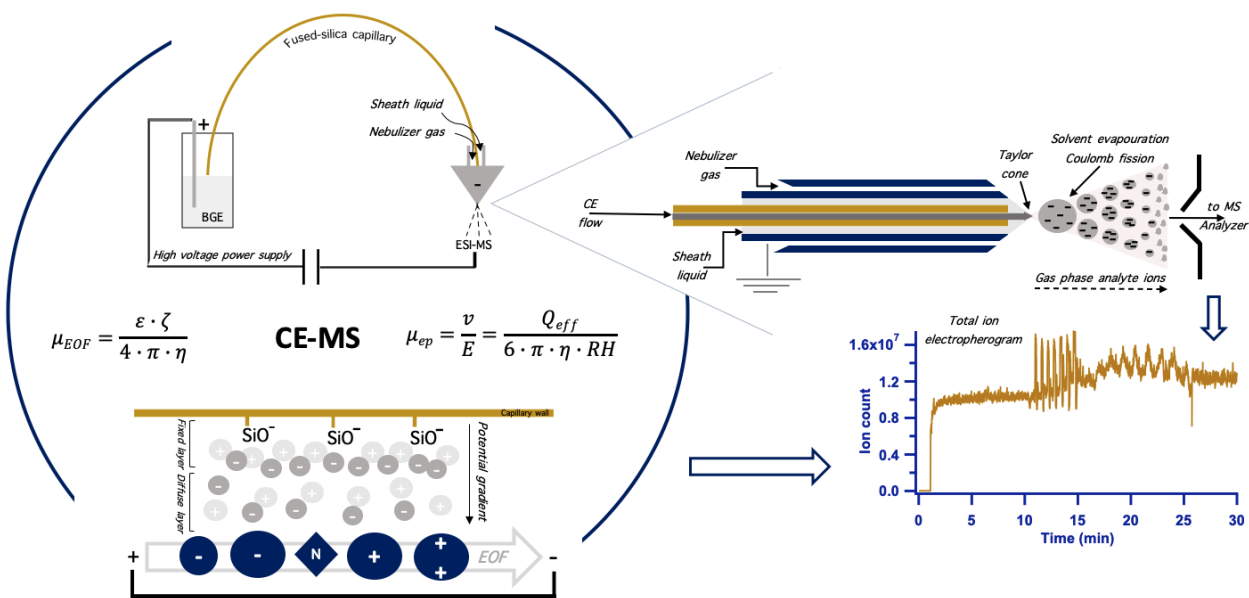 Fused-silica capillary
Sheath liquid
Nebulizer gas
+
BGE
-
ESI-MS
High voltage power supply
μ_EOF = ε · ζ / 4 · π · η
CE-MS
μ_ep = v / E = Q_eff / 6 · π · η · RH
Capillary wall
SiO⁻ SiO⁻ SiO⁻
Fixed layer
Diffuse layer
Potential gradient
+ - - N + + + EOF -
Nebulizer
gas
CE
flow
Sheath
liquid
Taylor
cone
Solvent evapouration
Coulomb fission
to MS
Analyzer
Gas phase analyte ions
Total ion
electropherogram
1.6x10⁷
1.2
0.8
0.4
0.0
Ion count
0 5 10 15 20 25 30
Time (min)